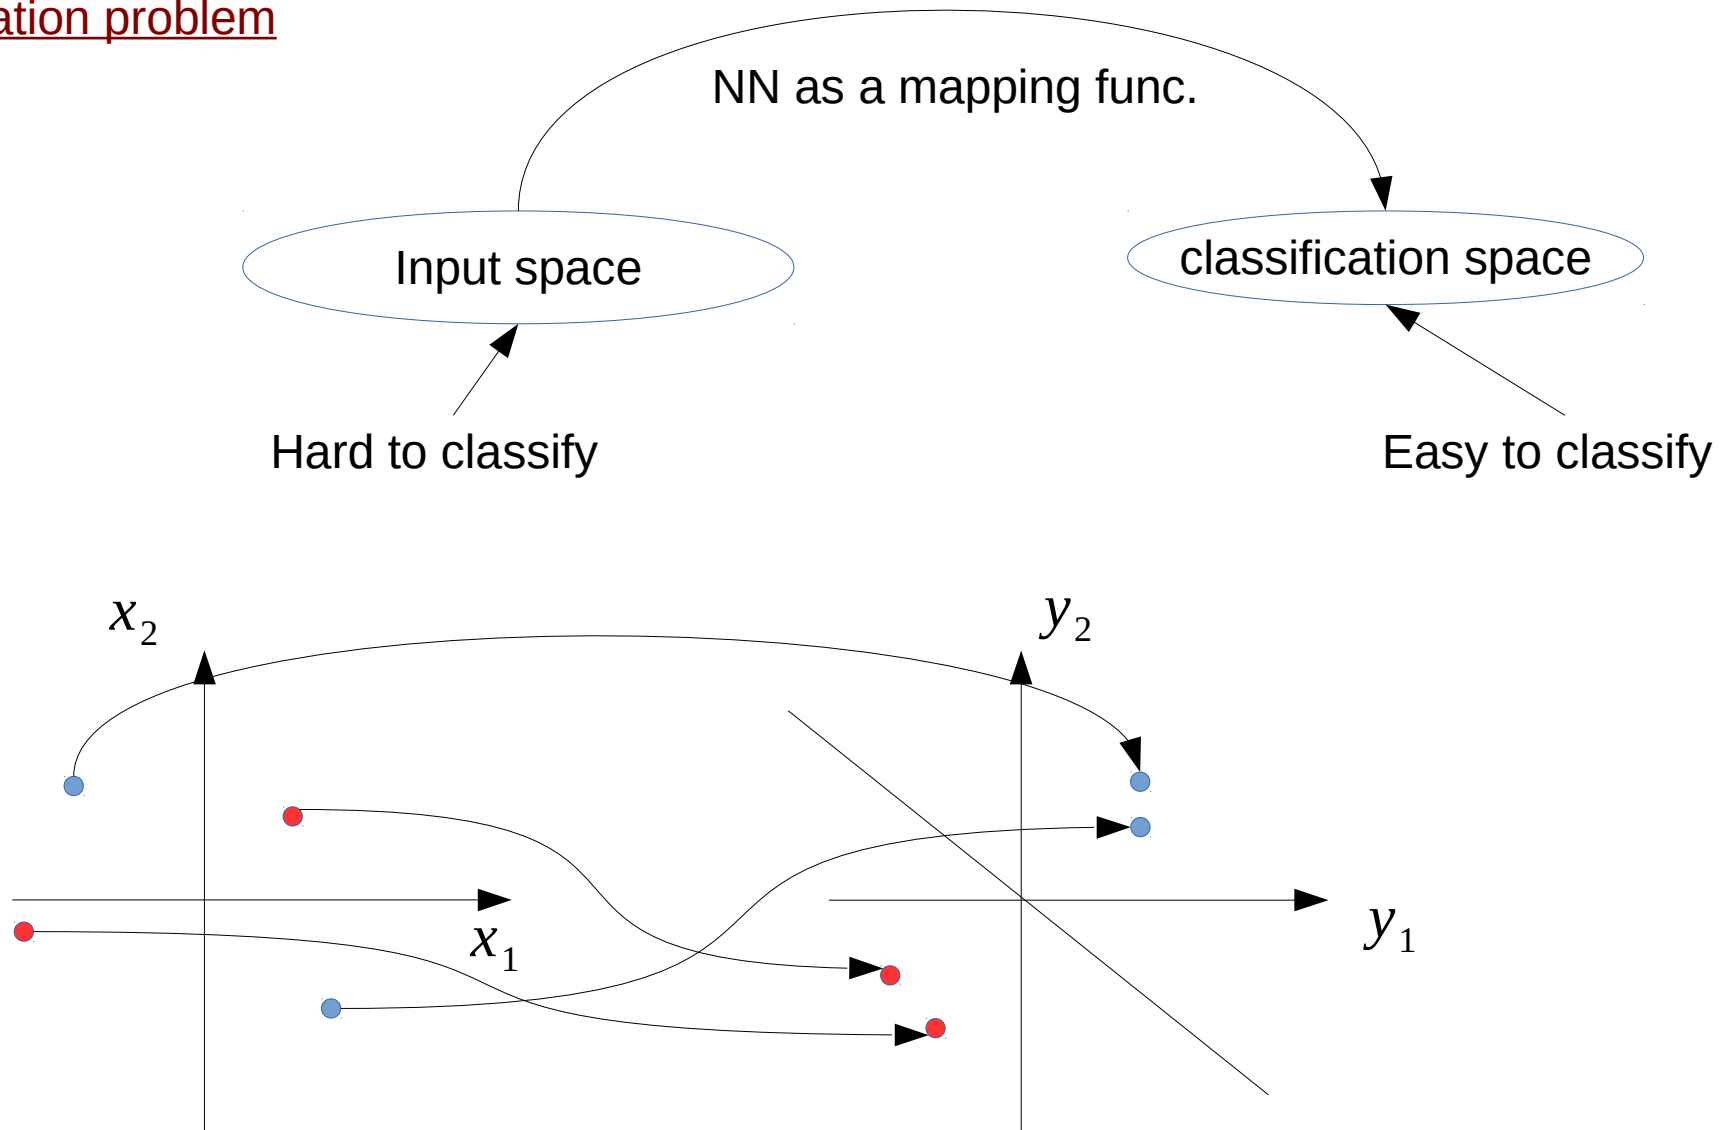 ation problem
NN as a mapping func.
Input space
classification space
Hard to classify
Easy to classify
x2
y2
x1
y1